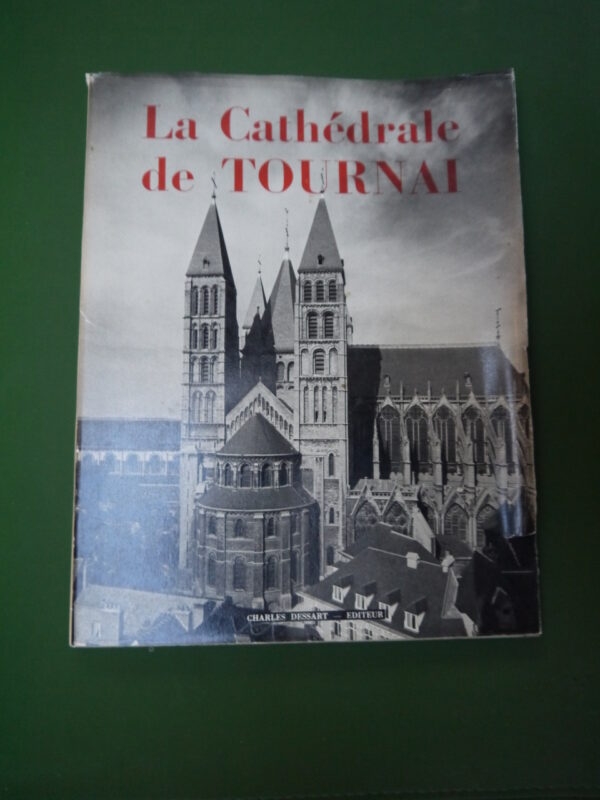 La Cathédrale
de TOURNAI
CHARLES DESSART — EDITEUR